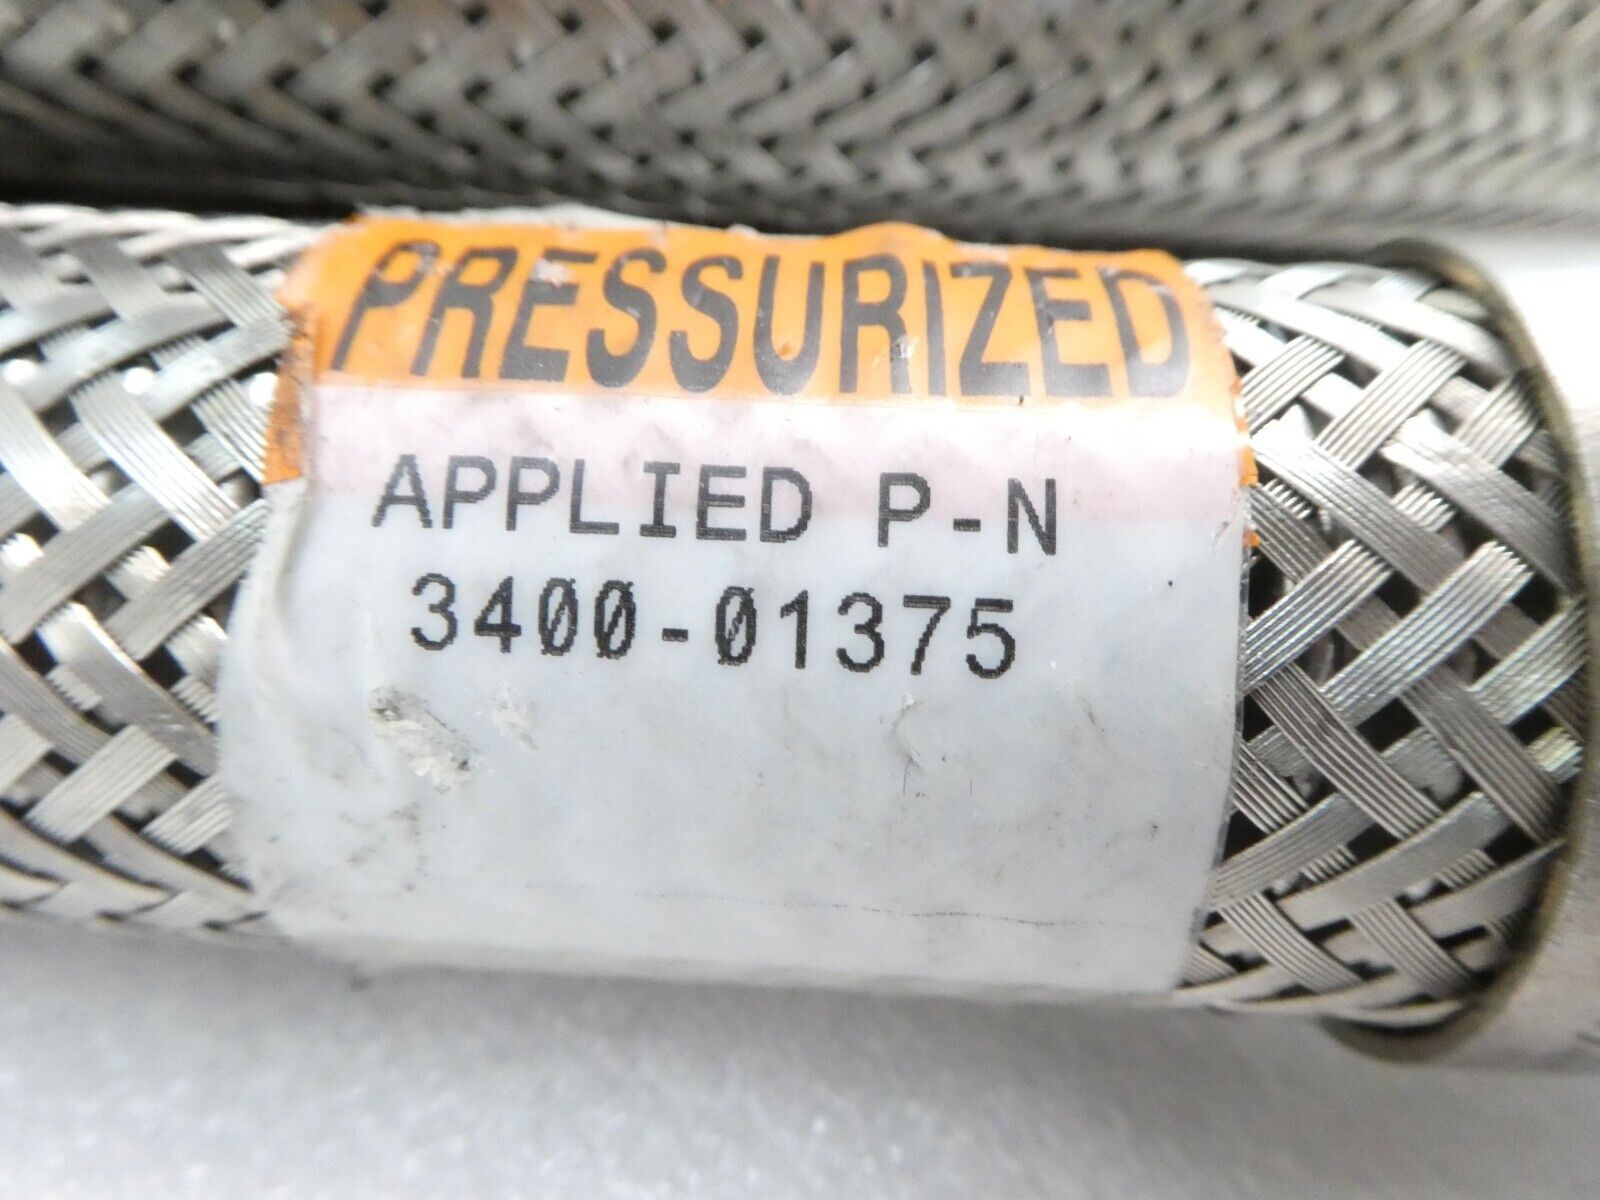 PRESSURIZED
APPLIED P-N
3400-01375